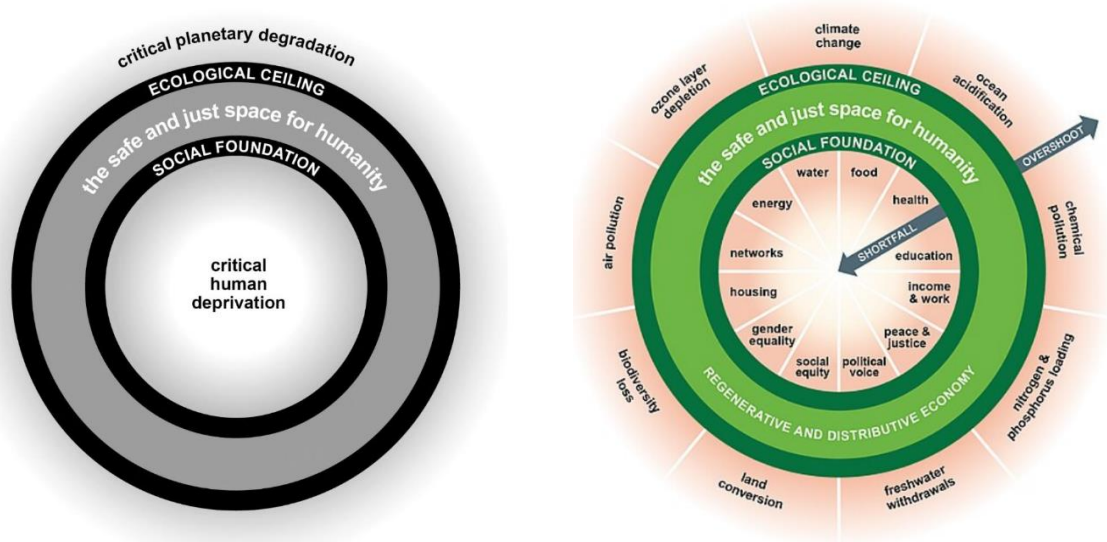 critical planetary degradation
ECOLOGICAL CEILING
the safe and just space for humanity
SOCIAL FOUNDATION
critical
human
deprivation
climate
change
ozone layer
depletion
ocean
acidification
ECOLOGICAL CEILING
the safe and just space for humanity
OVERSHOOT
SOCIAL FOUNDATION
water
food
energy
health
SHORTFALL
air pollution
chemical
pollution
networks
education
housing
income
& work
gender
equality
peace &
justice
social
equity
political
voice
REGENERATIVE AND DISTRIBUTIVE ECONOMY
biodiversity
loss
nitrogen &
phosphorus loading
land
conversion
freshwater
withdrawals